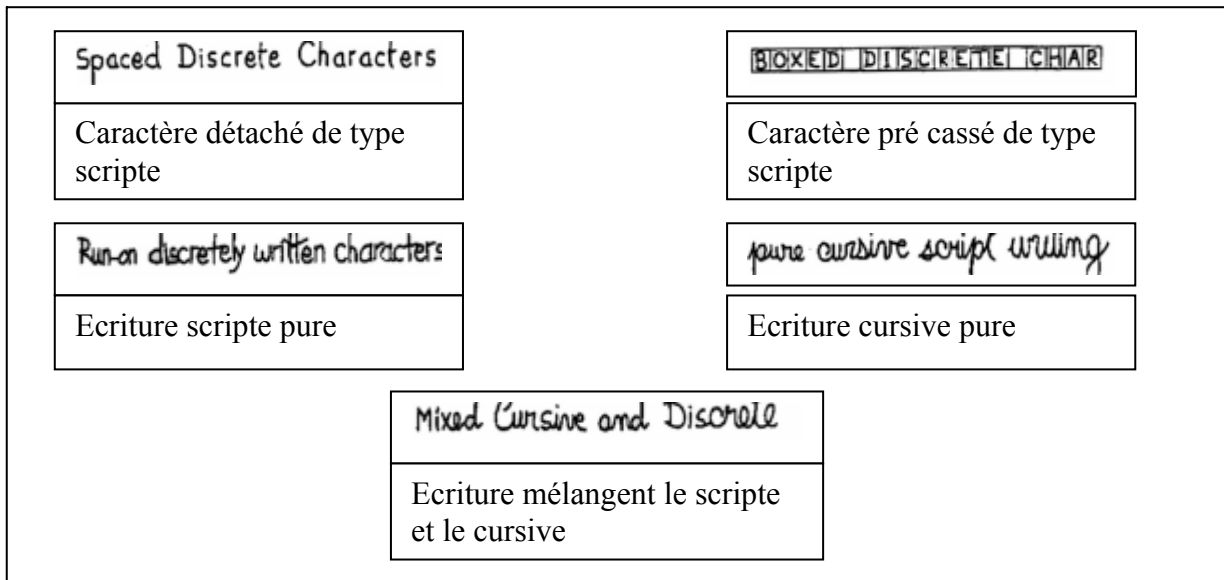 Spaced Discrete Characters
Caractère détaché de type
scripte
BOXED DISCRETE CHAR
Caractère pré cassé de type
scripte
Run-on discretely written characters
Ecriture scripte pure
pure cursive script writing
Ecriture cursive pure
Mixed Cursive and Discrete
Ecriture mélangent le scripte
et le cursive